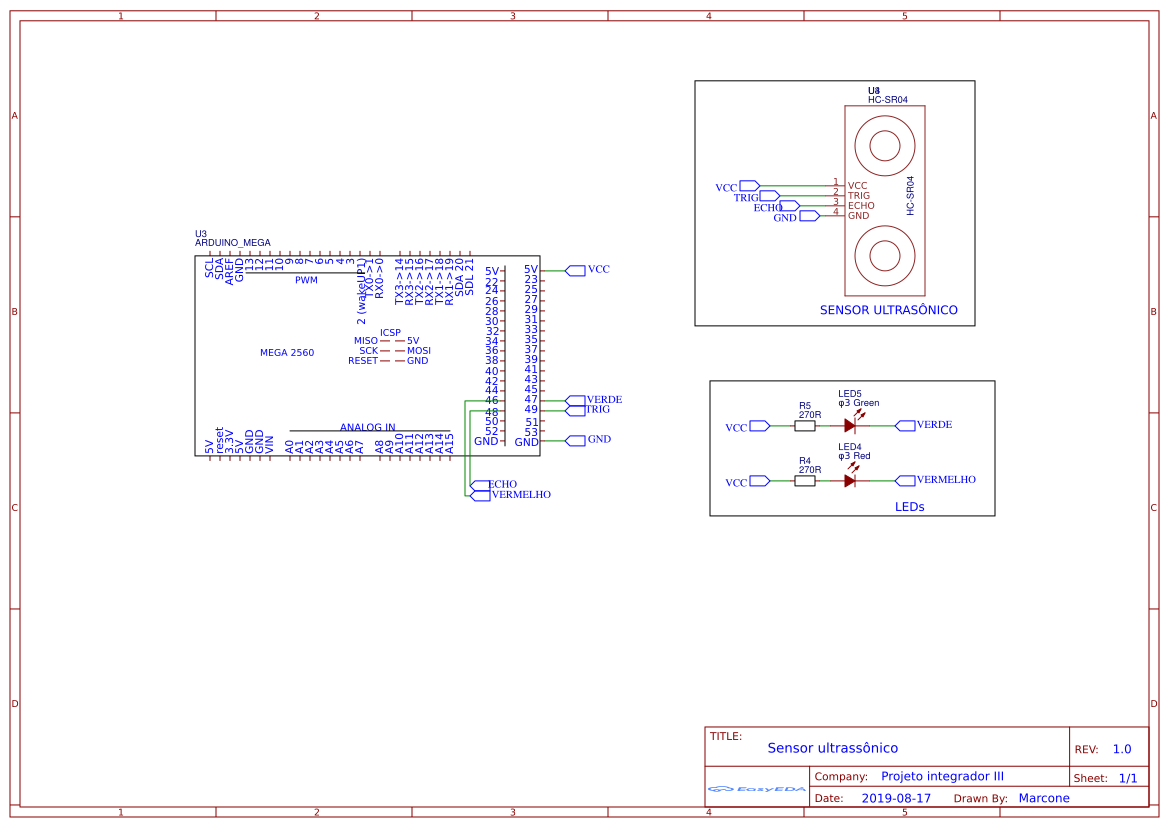 1 2 3 4 5
A A
B B
C C
D D
U3
ARDUINO_MEGA
SCL SDA AREF GND 13 12 11 10 9 8 7 6 5 4 3 2 (wakeUP1) TX0->1 RX0->0 TX3->14 RX3->15 TX2->16 RX2->17 TX1->18 RX1->19 SDA 20 SDL 21
PWM
ICSP
MISO 5V
SCK MOSI
RESET GND
MEGA 2560
ANALOG IN
5V reset 3.3V 5V GND GND VIN A0 A1 A2 A3 A4 A5 A6 A7 A8 A9 A10 A11 A12 A13 A14 A15
5V 5V VCC
22 23
24 25
26 27
28 29
30 31
32 33
34 35
36 37
38 39
40 41
42 43
44 45
46 47 VERDE
48 49 TRIG
50 51
52 53
GND GND GND
ECHO
VERMELHO
HC-SR04
VCC 1 VCC
TRIG 2 TRIG
ECHO 3 ECHO
GND 4 GND
HC-SR04
SENSOR ULTRASÔNICO
LED5
φ3 Green
R5
270R
VCC VERDE
LED4
φ3 Red
R4
270R
VCC VERMELHO
LEDs
TITLE:
Sensor ultrassônico
REV: 1.0
EasyEDA
Company: Projeto integrador III
Sheet: 1/1
Date: 2019-08-17 Drawn By: Marcone
1 2 3 4 5